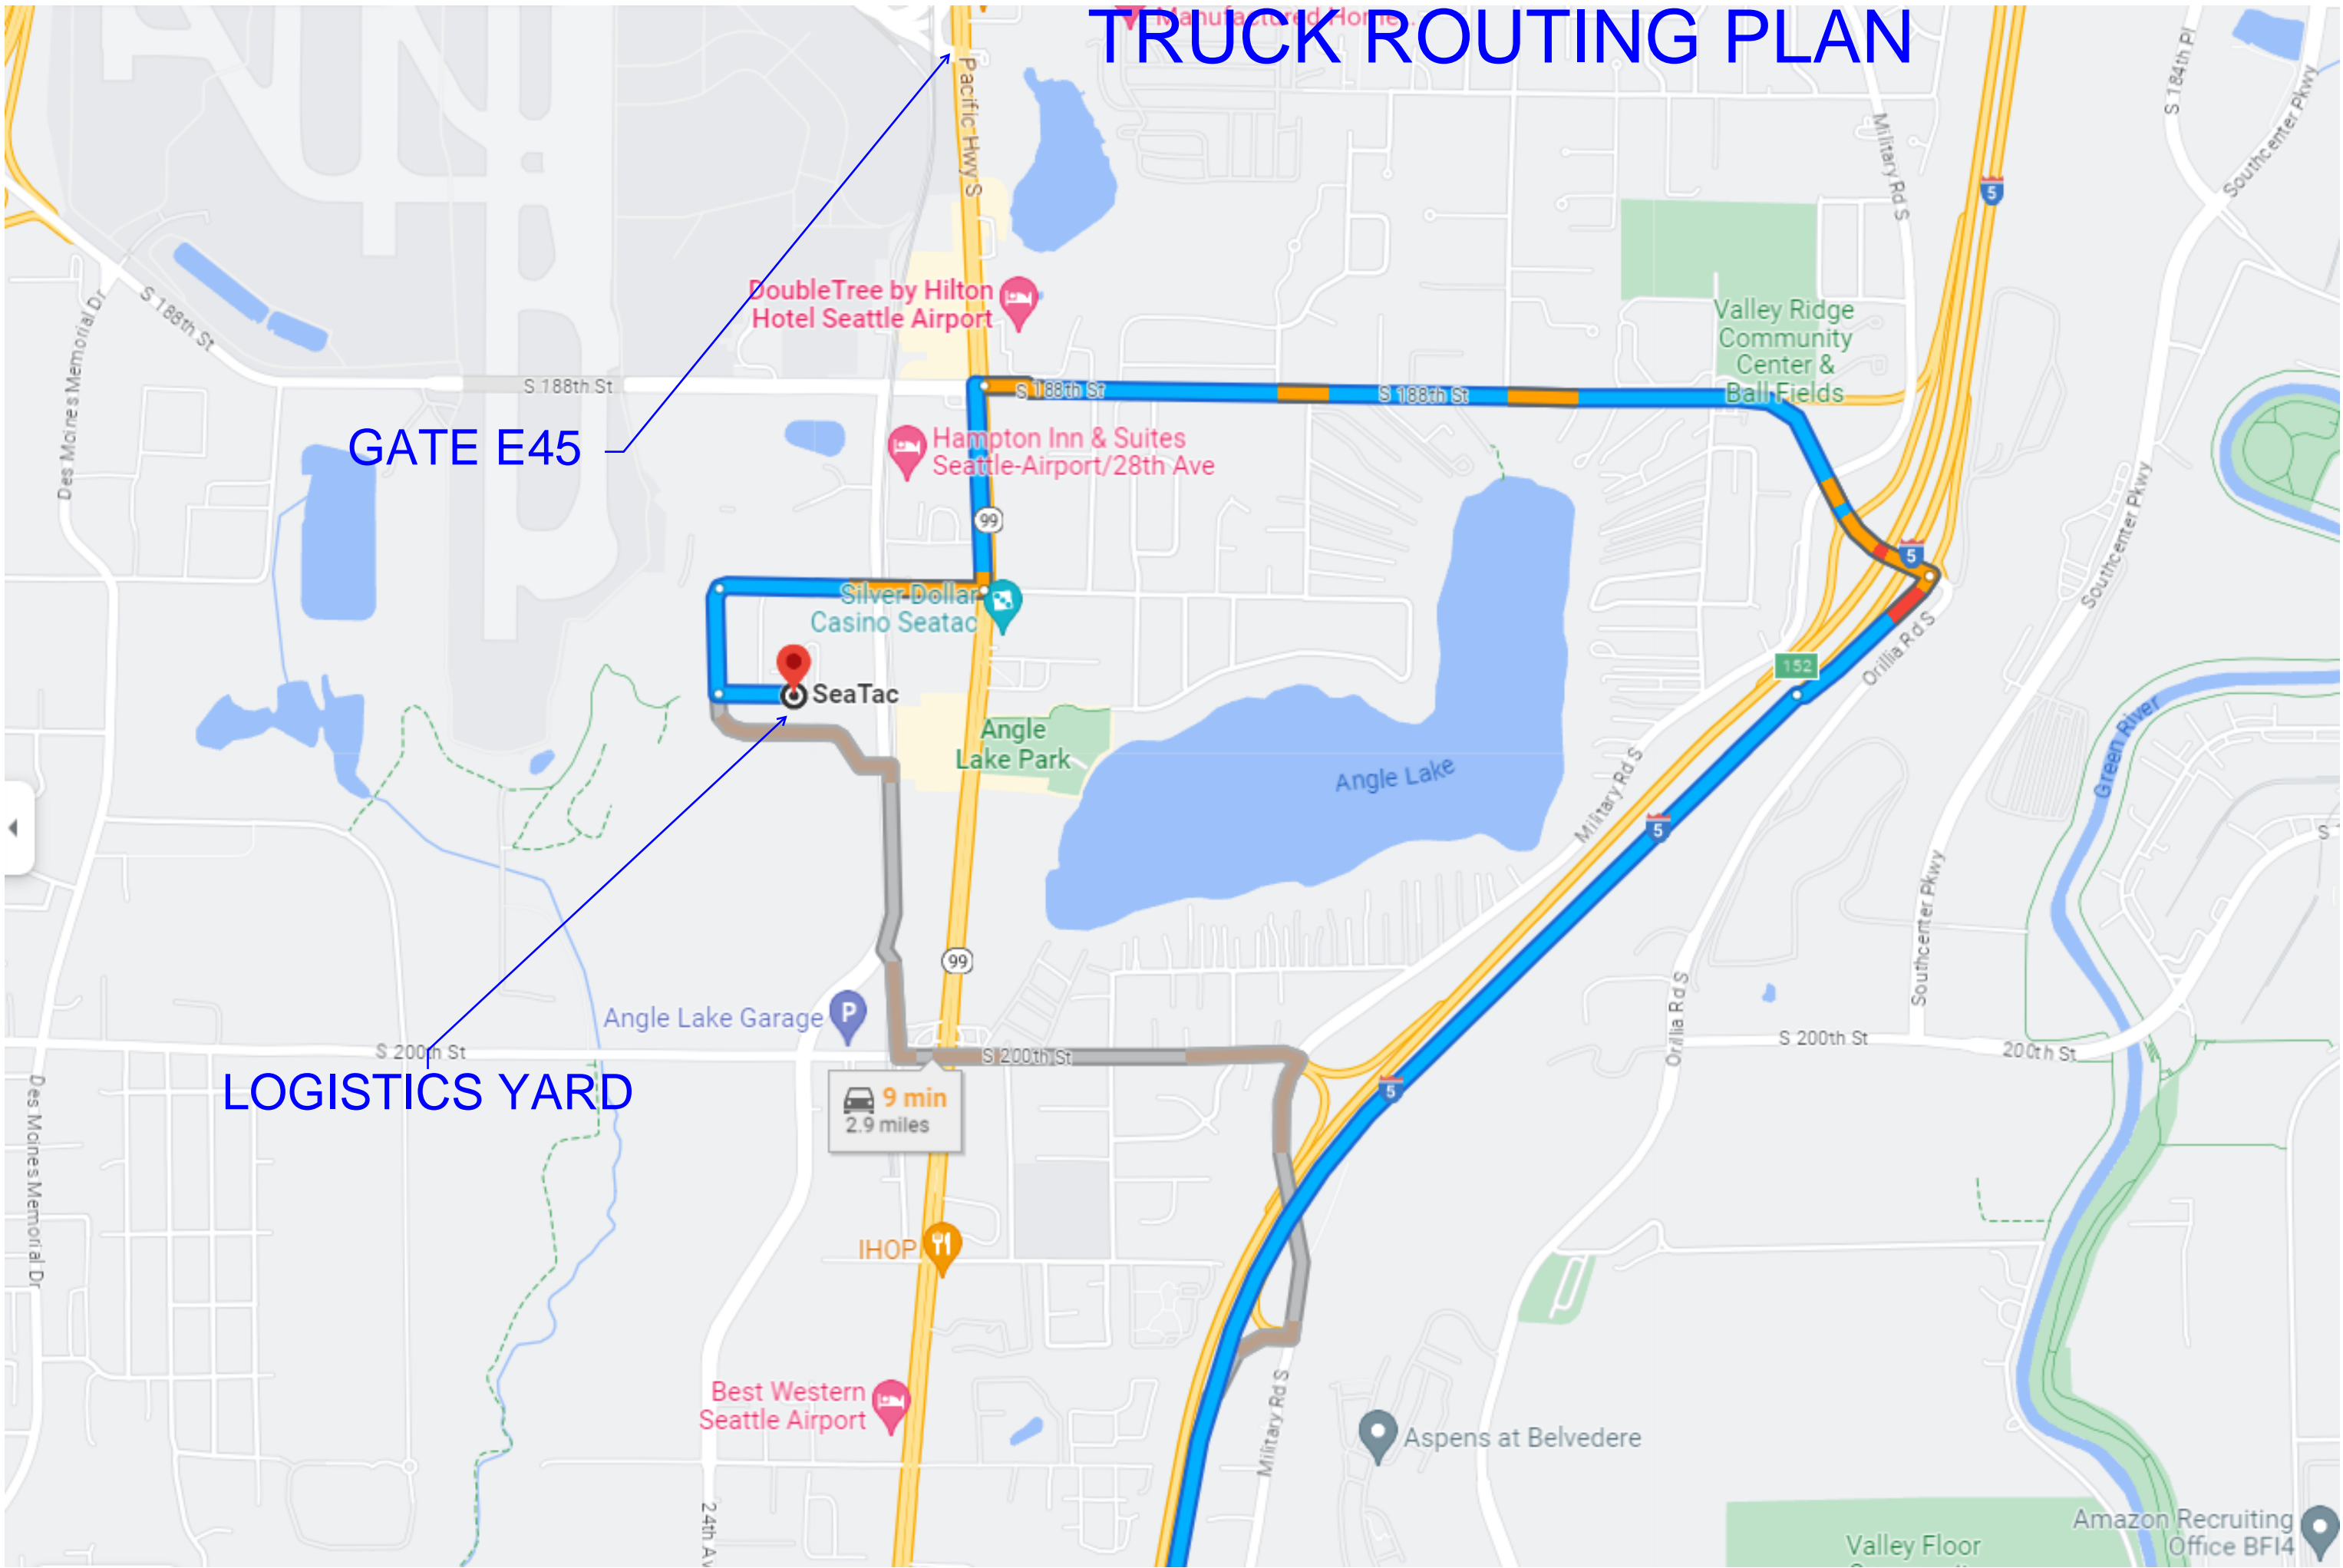 Manufactured Home...
TRUCK ROUTING PLAN
Pacific Hwy S
S 184th Pl
Southcenter Pkwy
Military Rd S
5
DoubleTree by Hilton
Hotel Seattle Airport
Valley Ridge
Community
Center &
Ball Fields
Des Moines Memorial Dr
S 188th St
S 188th St
S 188th St
S 188th St
GATE E45
Hampton Inn & Suites
Seattle-Airport/28th Ave
99
5
Southcenter Pkwy
Silver Dollar
Casino Seatac
Orillia Rd S
152
SeaTac
Green River
Angle
Lake Park
Angle Lake
Military Rd S
5
Southcenter Pkwy
99
Angle Lake Garage
P
Orillia Rd S
S 200th St
S 200th St
S 200th St
200th St
LOGISTICS YARD
9 min
2.9 miles
5
Des Moines Memorial Dr
IHOP
Best Western
Seattle Airport
Military Rd S
Aspens at Belvedere
24th Av
Amazon Recruiting
Office BFI4
Valley Floor